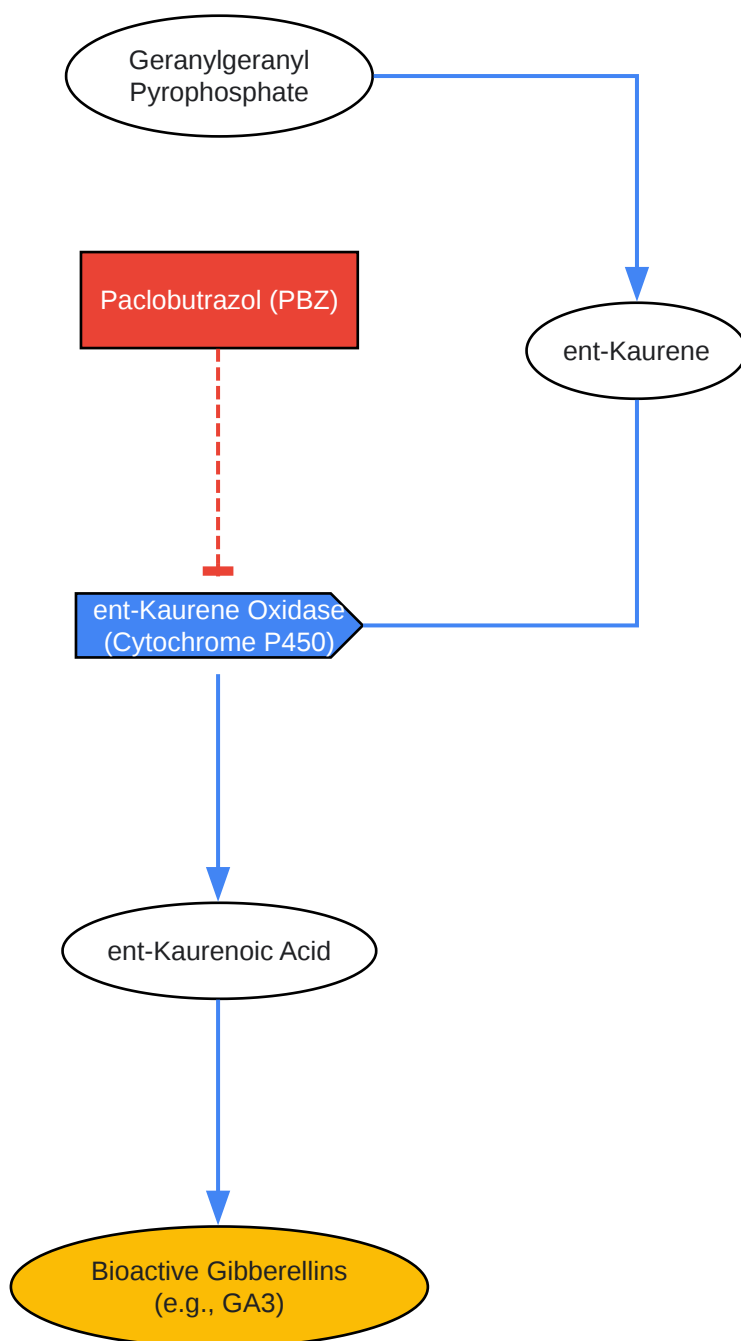 Geranylgeranyl
Pyrophosphate
Paclobutrazol (PBZ)
ent-Kaurene
ent-Kaurene Oxidase
(Cytochrome P450)
ent-Kaurenoic Acid
Bioactive Gibberellins
(e.g., GA3)